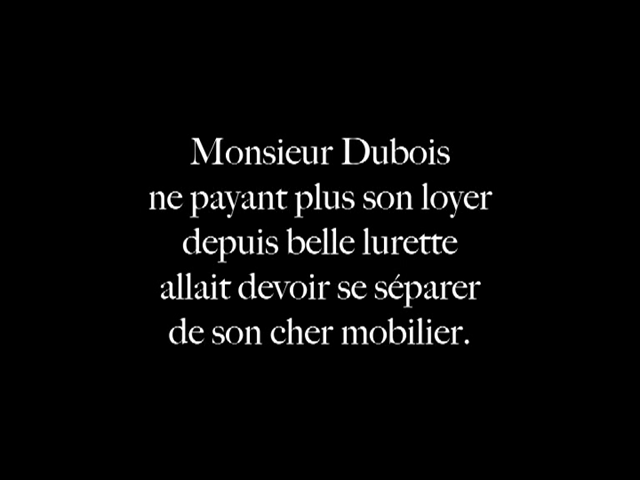 Monsieur Dubois
ne payant plus son loyer
depuis belle lurette
allait devoir se séparer
de son cher mobilier.